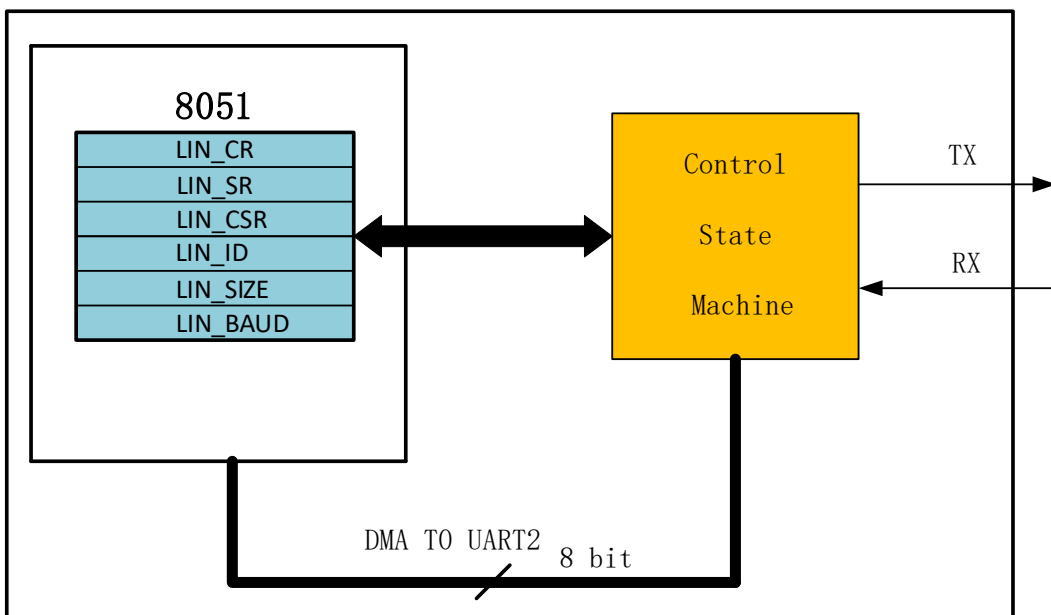 8051
LIN_CR
LIN_SR
LIN_CSR
LIN_ID
LIN_SIZE
LIN_BAUD
Control
State
Machine
TX
RX
DMA TO UART2
8 bit